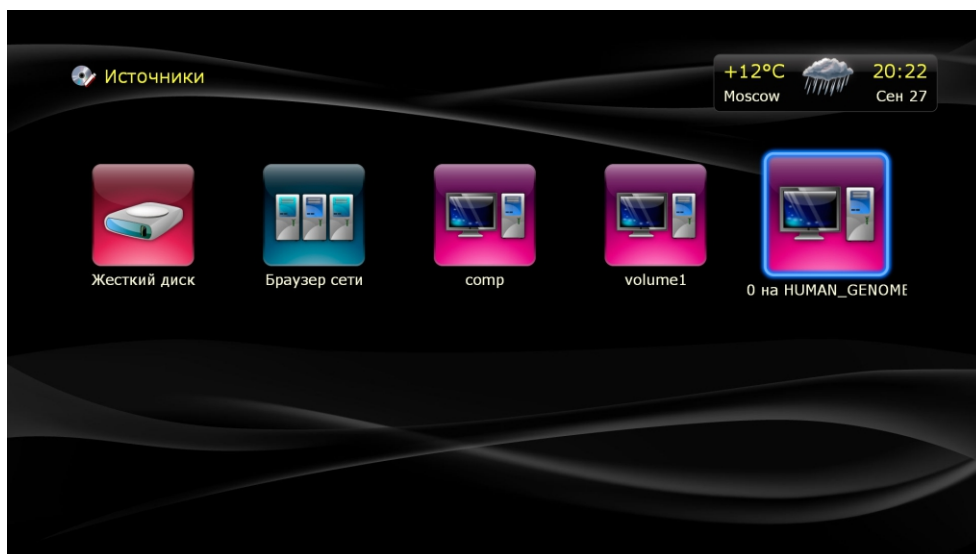 Источники
+12°C 20:22
Moscow Сен 27
Жесткий диск
Браузер сети
comp
volume1
0 на HUMAN_GENOME